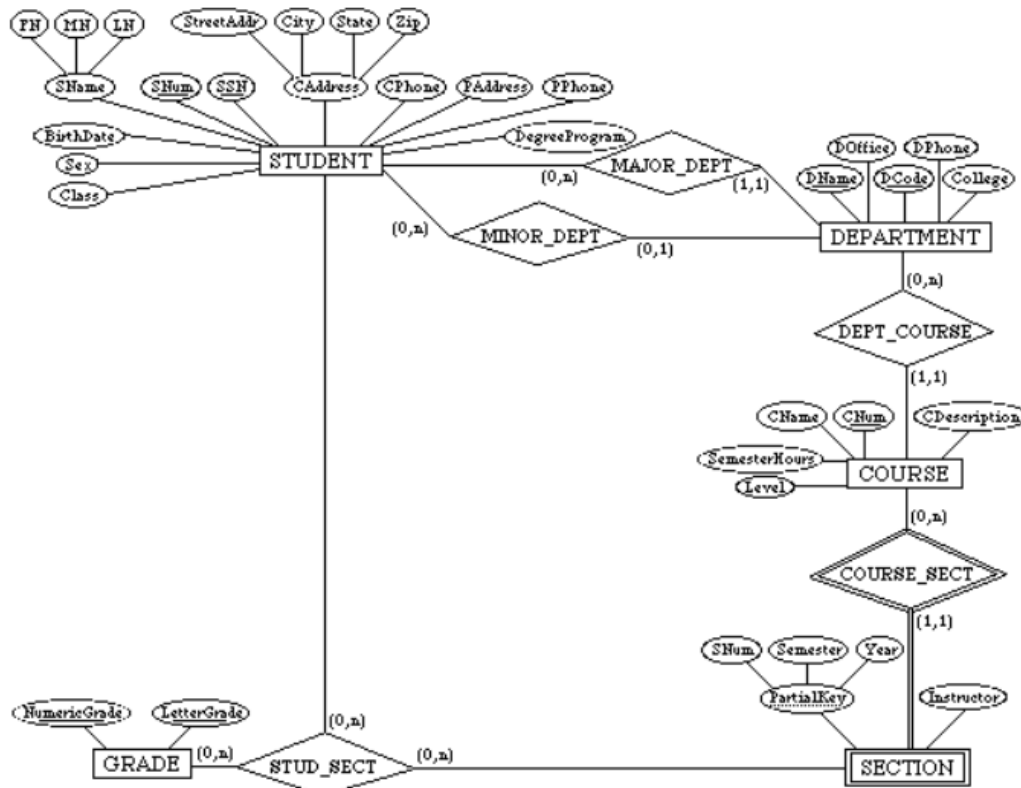 FN MN LN StreetAddr City State Zip
SName SNum SSN CAddress CPhone PAddress PPhone
BirthDate DegreeProgram
STUDENT
Sex
Class
(0,n) MAJOR_DEPT (1,1)
(0,n) MINOR_DEPT (0,1)
DOffice DPhone
DName DCode College
DEPARTMENT
(0,n)
DEPT_COURSE
(1,1)
CName CNum CDescription
SemesterHours
Level
COURSE
(0,n)
COURSE_SECT
(1,1)
SNum Semester Year
PartialKey Instructor
NumericGrade LetterGrade
(0,n)
GRADE (0,n) STUD_SECT (0,n) SECTION